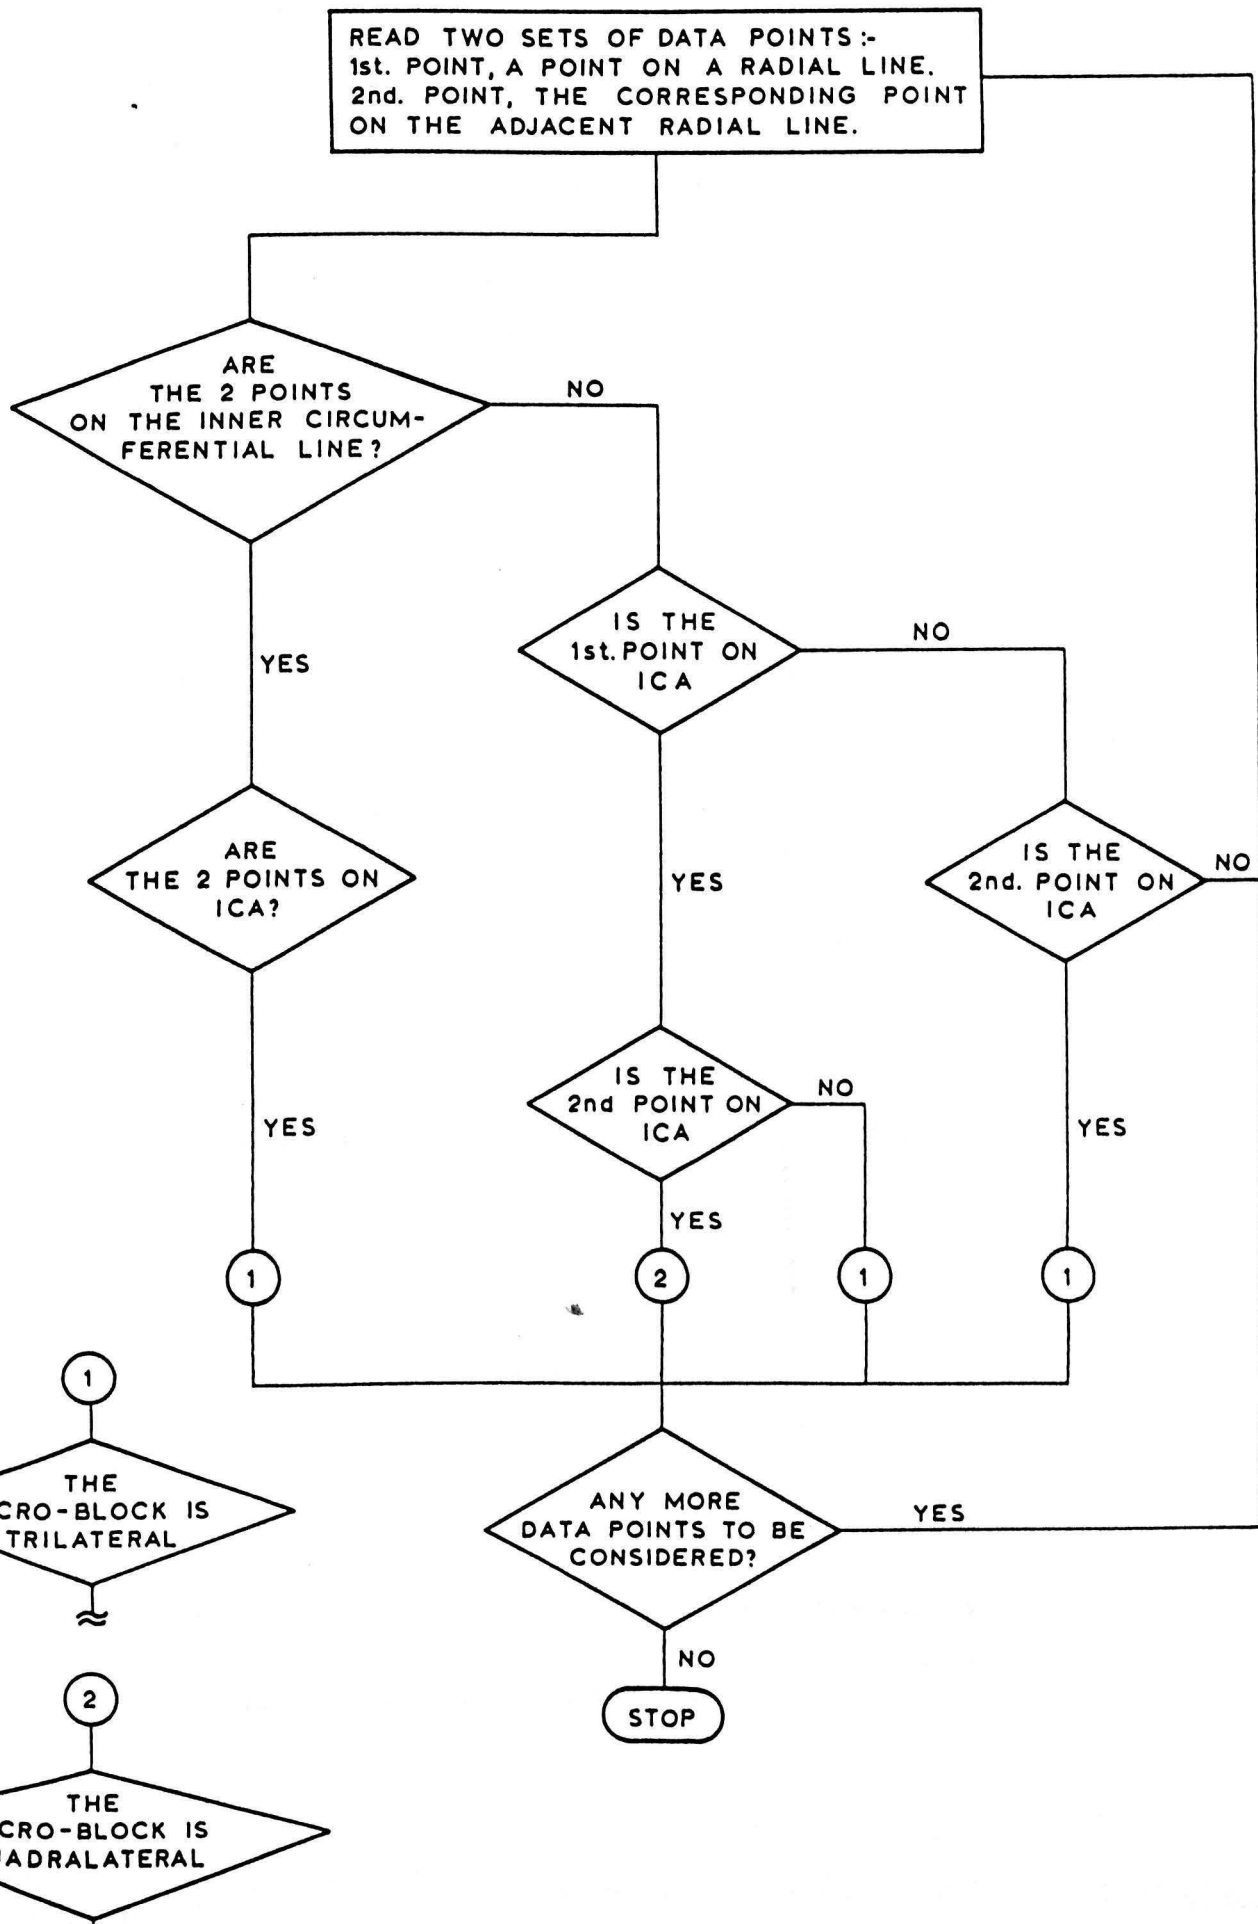 READ TWO SETS OF DATA POINTS :-
1st. POINT, A POINT ON A RADIAL LINE.
2nd. POINT, THE CORRESPONDING POINT
ON THE ADJACENT RADIAL LINE.
ARE
THE 2 POINTS
ON THE INNER CIRCUM-
FERENTIAL LINE?
NO
YES
IS THE
1st. POINT ON
ICA
NO
YES
ARE
THE 2 POINTS ON
ICA?
YES
IS THE
2nd. POINT ON
ICA
NO
YES
IS THE
2nd POINT ON
ICA
NO
YES
1
2
1
1
ANY MORE
DATA POINTS TO BE
CONSIDERED?
YES
NO
STOP
1
THE
CRO-BLOCK IS
TRILATERAL
2
THE
CRO-BLOCK IS
ADRALATERAL